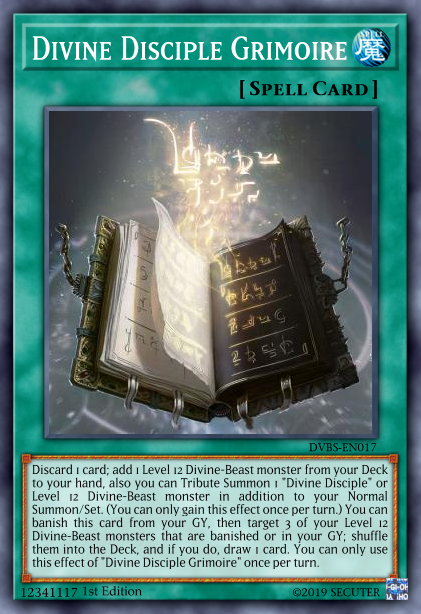 DIVINE DISCIPLE GRIMOIRE
魔
[ SPELL CARD ]
DVBS-EN017
Discard 1 card; add 1 Level 12 Divine-Beast monster from your Deck
to your hand, also you can Tribute Summon 1 "Divine Disciple" or
Level 12 Divine-Beast monster in addition to your Normal
Summon/Set. (You can only gain this effect once per turn.) You can
banish this card from your GY, then target 3 of your Level 12
Divine-Beast monsters that are banished or in your GY; shuffle
them into the Deck, and if you do, draw 1 card. You can only use
this effect of "Divine Disciple Grimoire" once per turn.
12341117 1st Edition
©2019 SECUTER